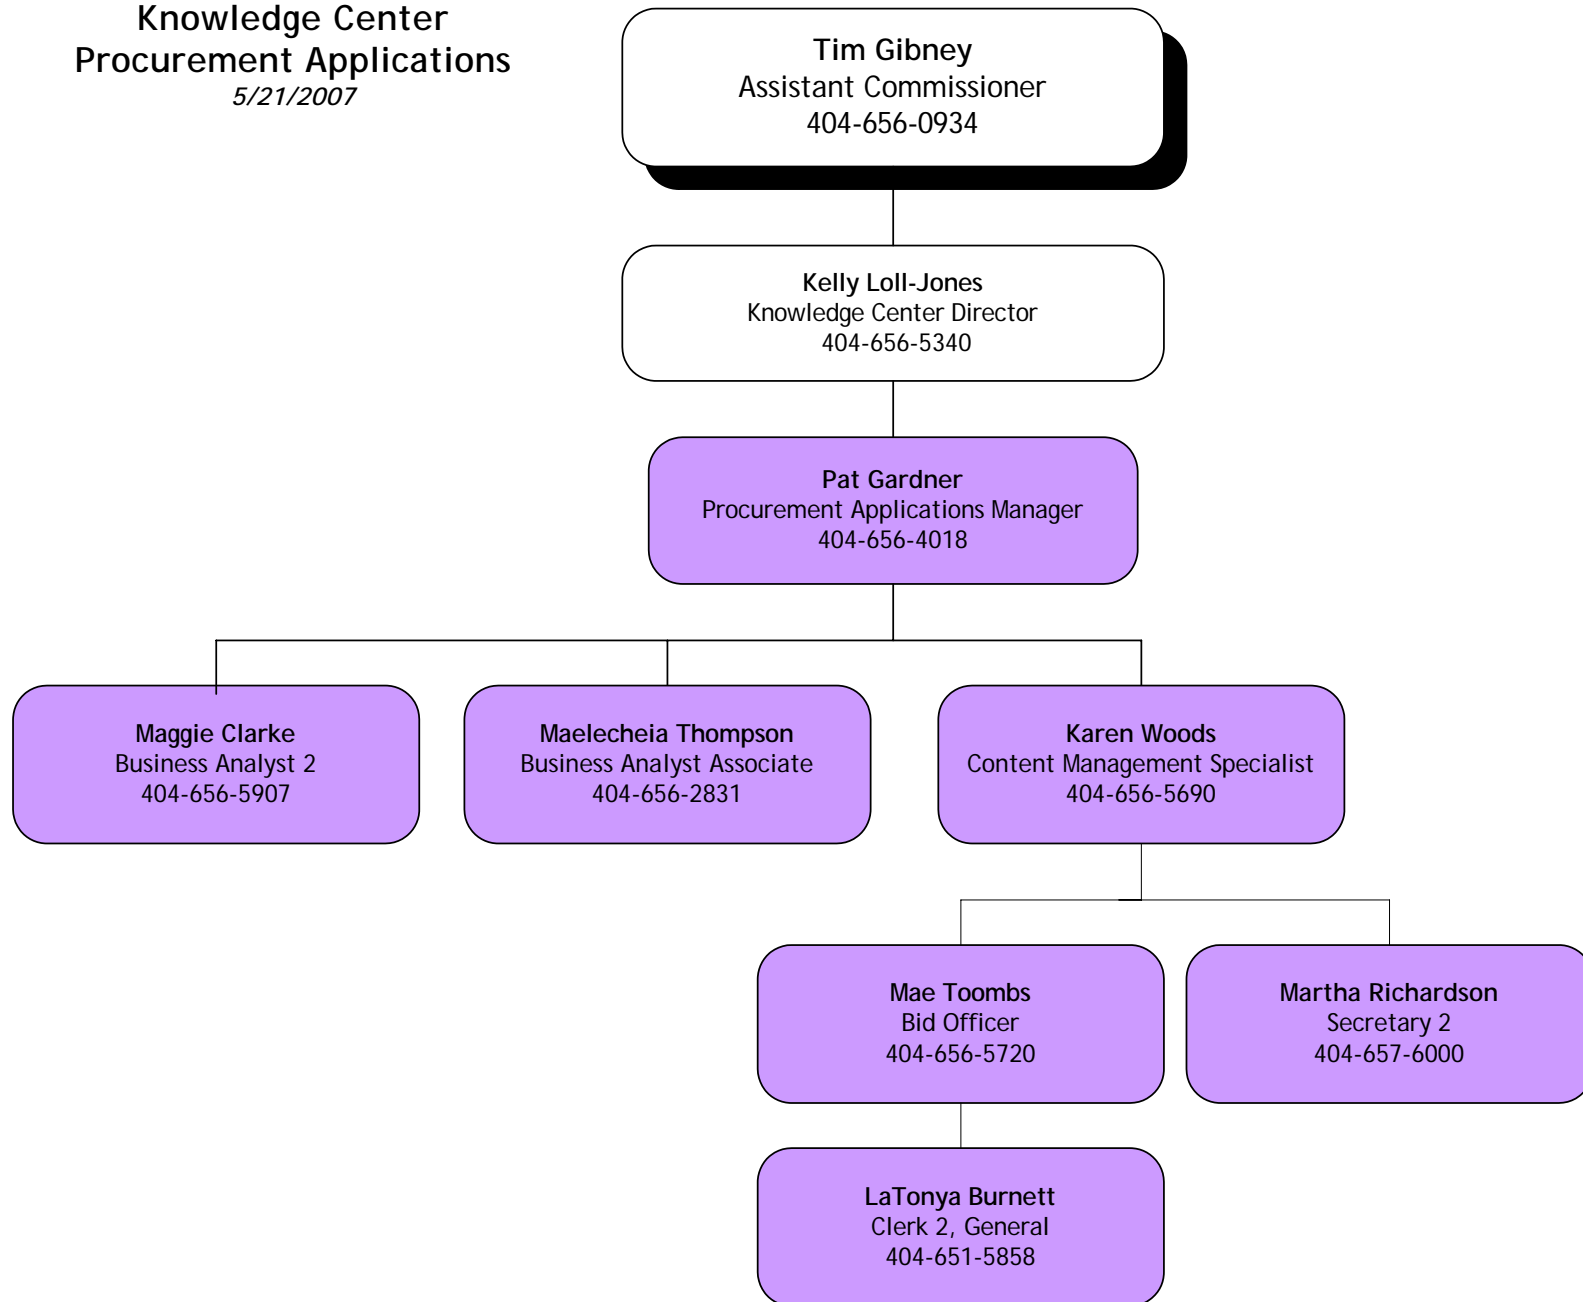 Knowledge Center
Procurement Applications
5/21/2007
Tim Gibney
Assistant Commissioner
404-656-0934
Kelly Loll-Jones
Knowledge Center Director
404-656-5340
Pat Gardner
Procurement Applications Manager
404-656-4018
Maggie Clarke
Business Analyst 2
404-656-5907
Maelecheia Thompson
Business Analyst Associate
404-656-2831
Karen Woods
Content Management Specialist
404-656-5690
Mae Toombs
Bid Officer
404-656-5720
Martha Richardson
Secretary 2
404-657-6000
LaTonya Burnett
Clerk 2, General
404-651-5858